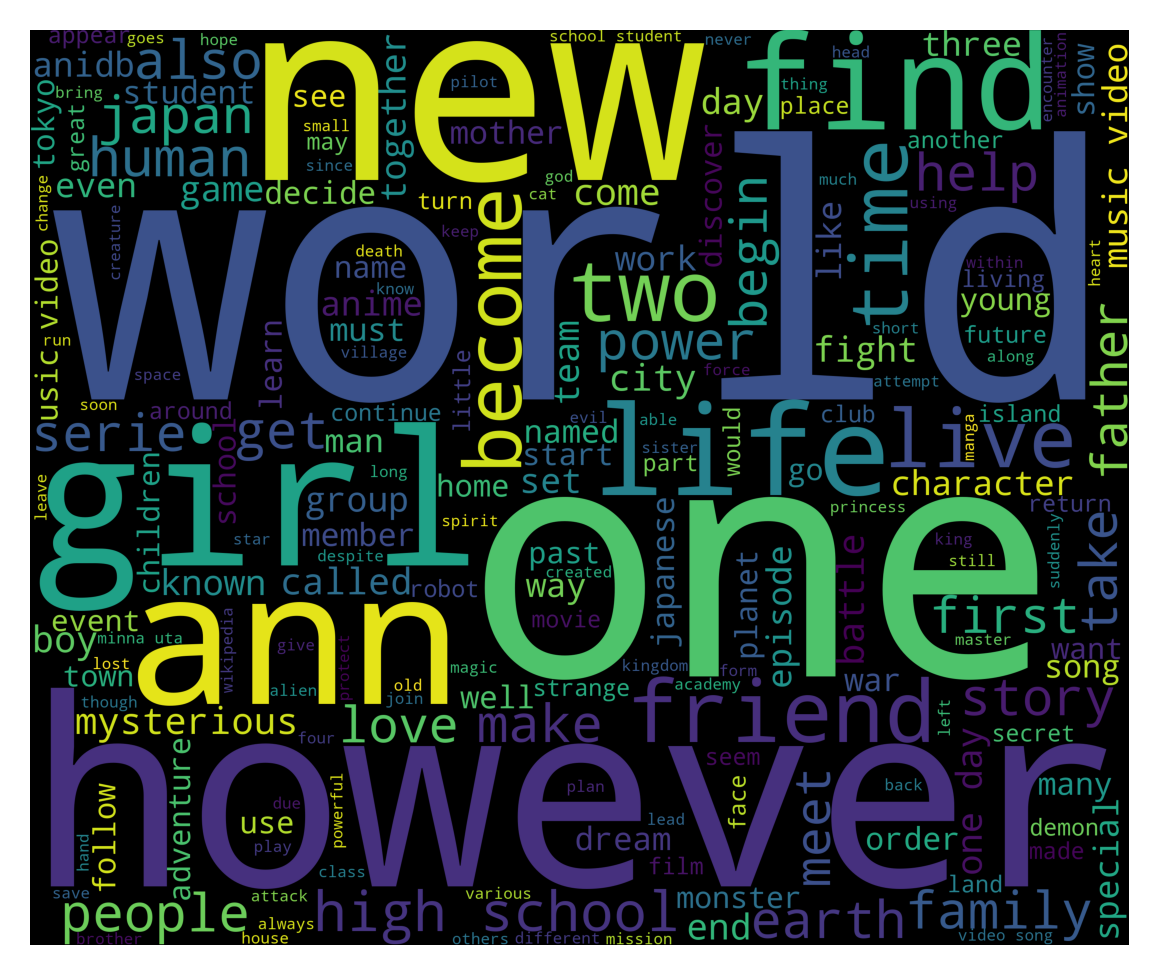 appear
goes
hope
new
school student
never
head
find
three
show
encounter
animation
music video
anidb
also
pilot
thing
bring
student
see
day
place
tokyo
great
japan
small
may
together
mother
another
human
since
god
cat
come
discover
much
time
help
using
even
game
decide
turn
begin
like
change
creature
world
death
keep
become
work
within
name
know
living
heart
anime
two
young
music video
must
team
power
short
future
run
village
fight
along
learn
city
force
father
space
little
attempt
soon
around
continue
evil
able
club
manga
island
serie
get
man
named
would
life
live
school
start
sister
girl
long
home
set
part
go
character
leave
group
spirit
princess
return
children
star
member
one
despite
past
japanese
king
suddenly
take
known
called
robot
created
planet
episode
battle
still
way
event
ann
movie
first
boy
minna uta
wikipedia
give
protect
master
want
lost
magic
kingdom
form
town
alien
old
strange
academy
war
song
though
join
well
left
mysterious
love
make
friend
story
four
seem
secret
however
adventure
due
powerful
plan
face
meet
back
one day
many
follow
use
lead
order
demon
hand
play
dream
made
special
class
film
save
attack
various
monster
land
people
always
high school
end
earth
family
brother
house
others
different
mission
video song